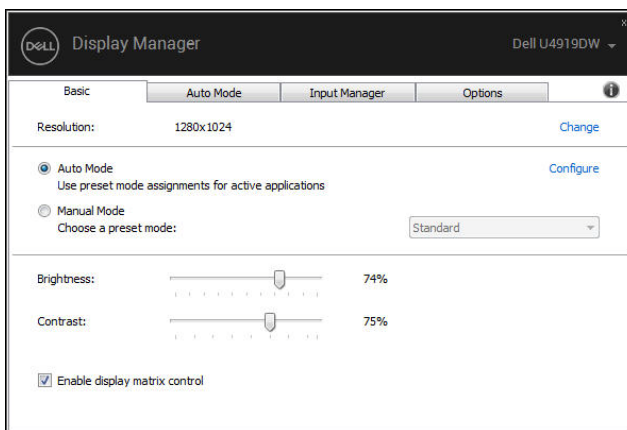 DELL Display Manager Dell U4919DW
x
Basic Auto Mode Input Manager Options
Resolution: 1280x1024 Change
Auto Mode Configure
Use preset mode assignments for active applications
Manual Mode
Choose a preset mode: Standard
Brightness: 74%
Contrast: 75%
Enable display matrix control